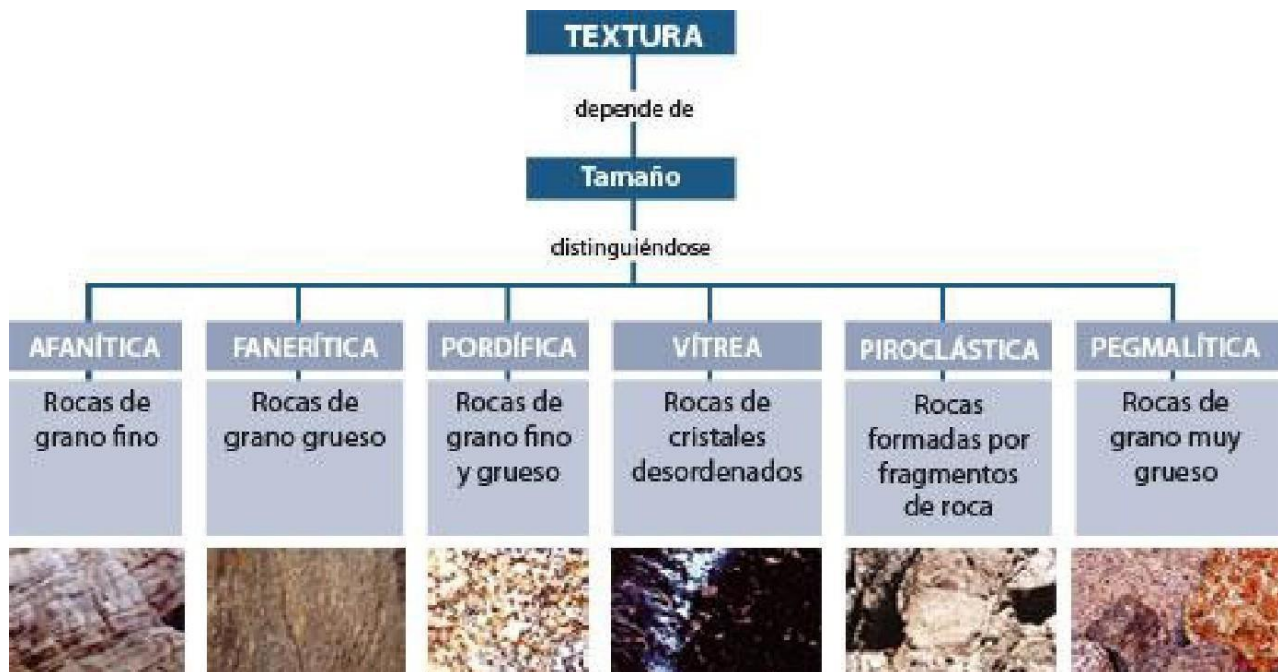 TEXTURA
depende de
Tamaño
distinguiéndose
AFANÍTICA
Rocas de
grano fino
FANERÍTICA
Rocas de
grano grueso
PORDÍFICA
Rocas de
grano fino
y grueso
VÍTREA
Rocas de
cristales
desordenados
PIROCLÁSTICA
Rocas
formadas por
fragmentos
de roca
PEGMALÍTICA
Rocas de
grano muy
grueso